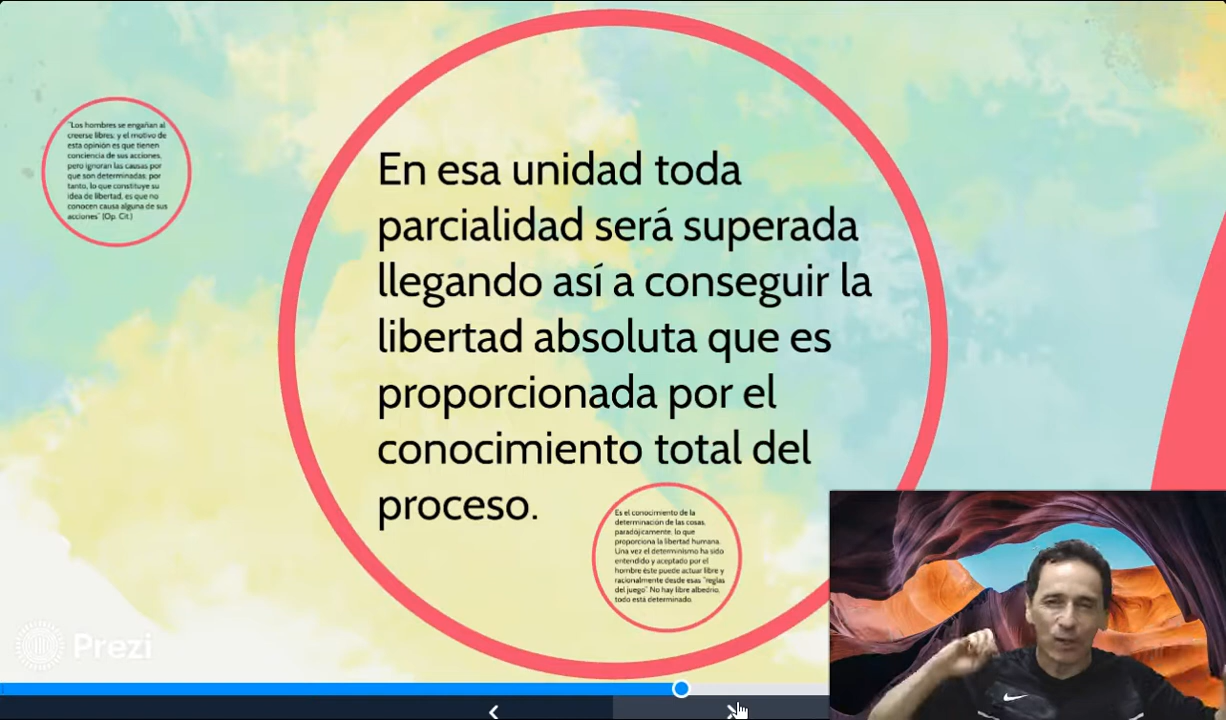 "Los hombres se engañan al
creerse libres; y el motivo de
esta opinión es que tienen
conciencia de sus acciones,
pero ignoran las causas por
que son determinadas; por
tanto, lo que constituye su
idea de libertad, es que no
conocen causa alguna de sus
acciones" (Op. Cit.)
En esa unidad toda
parcialidad será superada
llegando así a conseguir la
libertad absoluta que es
proporcionada por el
conocimiento total del
proceso.
Es el conocimiento de la
determinación de las cosas,
paradójicamente, lo que
proporciona la libertad humana.
Una vez el determinismo ha sido
entendido y aceptado por el
hombre éste puede actuar libre y
racionalmente desde esas "reglas
del juego". No hay libre albedrío,
todo está determinado.
Prezi